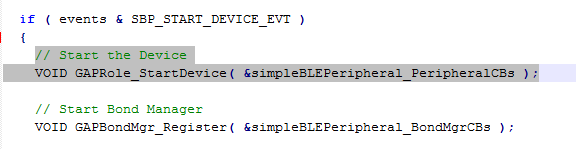 if ( events & SBP_START_DEVICE_EVT )
{
// Start the Device
VOID GAPRole_StartDevice( &simpleBLEPeripheral_PeripheralCBs );
// Start Bond Manager
VOID GAPBondMgr_Register( &simpleBLEPeripheral_BondMgrCBs );